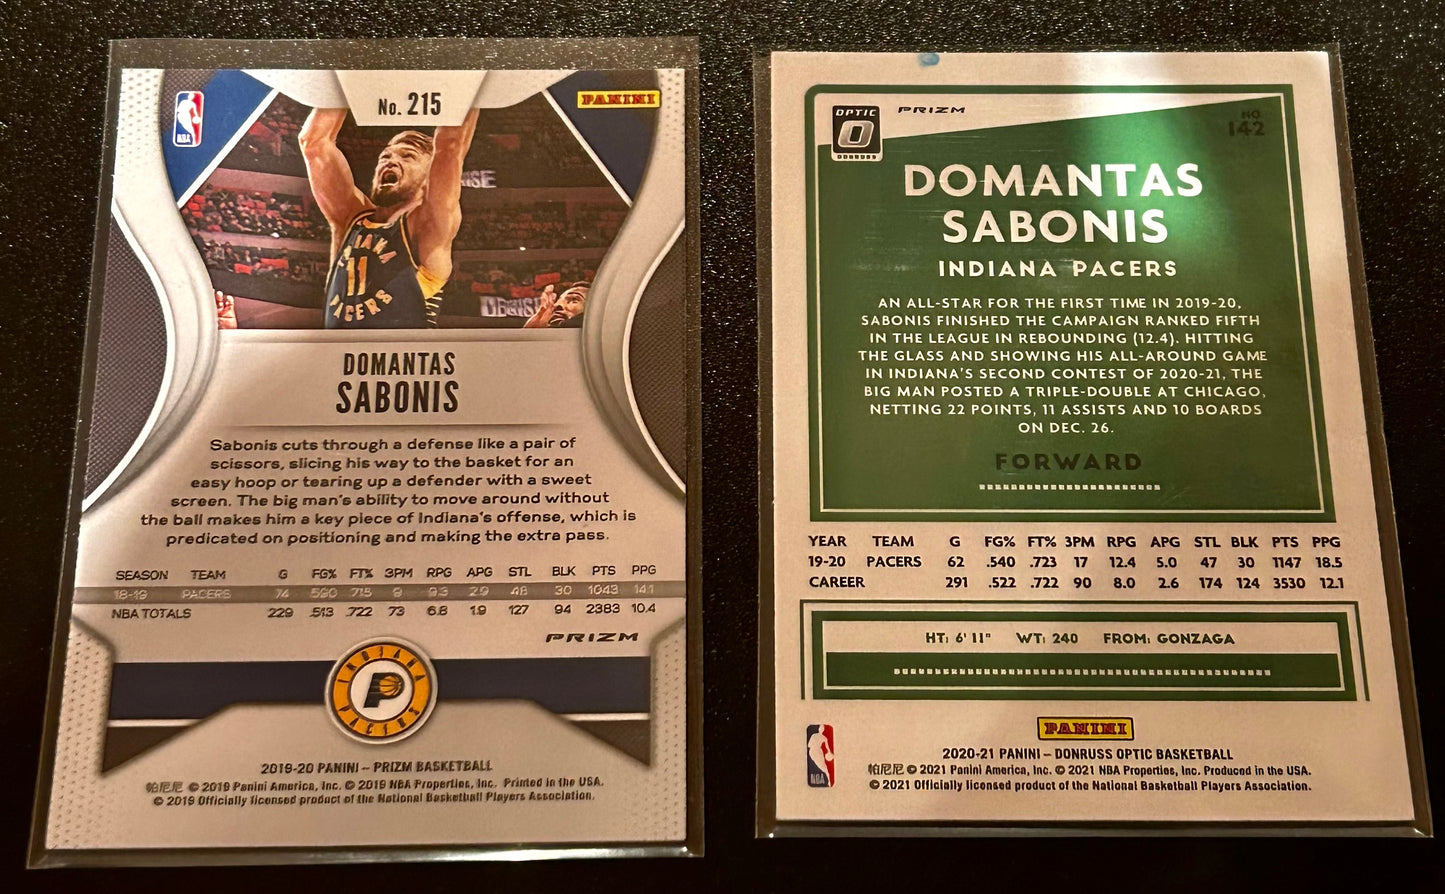 No. 215
PANINI
NBA
INDIANA
11
PACERS
DOMANTAS
SABONIS
Sabonis cuts through a defense like a pair of
scissors, slicing his way to the basket for an
easy hoop or tearing up a defender with a sweet
screen. The big man's ability to move around without
the ball makes him a key piece of Indiana's offense, which is
predicated on positioning and making the extra pass.
SEASON TEAM G FG% FT% 3PM RPG APG STL BLK PTS PPG
18-19 PACERS 74 .590 .715 9 9.3 2.9 48 30 1043 14.1
NBA TOTALS 229 .513 .722 73 6.8 1.9 127 94 2383 10.4
PRIZM
INDIANA
P
PACERS
2019-20 PANINI – PRIZM BASKETBALL
帕尼尼 © 2019 Panini America, Inc. © 2019 NBA Properties, Inc. Printed in the USA.
© 2019 Officially licensed product of the National Basketball Players Association.
OPTIC
DONRUSS
PRIZM
NO.
142
DOMANTAS
SABONIS
INDIANA PACERS
AN ALL-STAR FOR THE FIRST TIME IN 2019-20,
SABONIS FINISHED THE CAMPAIGN RANKED FIFTH
IN THE LEAGUE IN REBOUNDING (12.4). HITTING
THE GLASS AND SHOWING HIS ALL-AROUND GAME
IN INDIANA'S SECOND CONTEST OF 2020-21, THE
BIG MAN POSTED A TRIPLE-DOUBLE AT CHICAGO,
NETTING 22 POINTS, 11 ASSISTS AND 10 BOARDS
ON DEC. 26.
FORWARD
YEAR TEAM G FG% FT% 3PM RPG APG STL BLK PTS PPG
19-20 PACERS 62 .540 .723 17 12.4 5.0 47 30 1147 18.5
CAREER 291 .522 .722 90 8.0 2.6 174 124 3530 12.1
HT: 6' 11" WT: 240 FROM: GONZAGA
PANINI
NBA
2020-21 PANINI – DONRUSS OPTIC BASKETBALL
帕尼尼 © 2021 Panini America, Inc. © 2021 NBA Properties, Inc. Produced in the USA.
© 2021 Officially licensed product of the National Basketball Players Association.